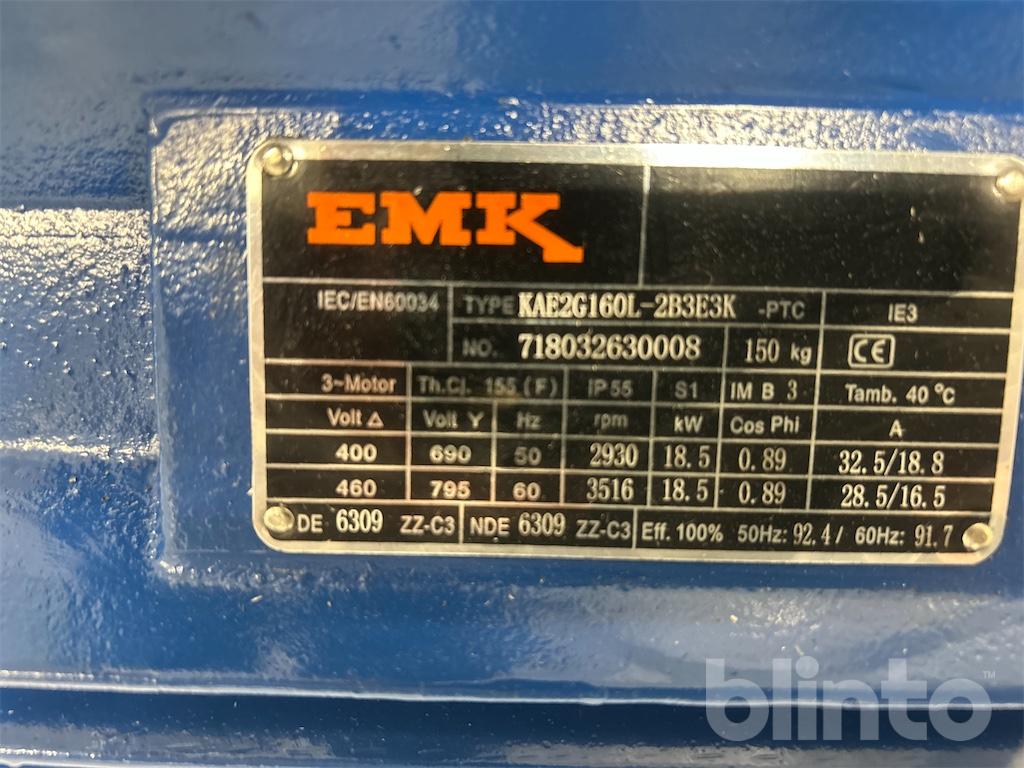 EMK
IEC/EN60034 TYPE KAE2G160L-2B3E3K -PTC IE3
NO. 718032630008 150 kg CE
3~Motor Th.Cl. 155 (F) IP55 S1 IM B 3 Tamb. 40 °C
Volt △ Volt Y Hz rpm kW Cos Phi A
400 690 50 2930 18.5 0.89 32.5/18.8
460 795 60 3516 18.5 0.89 28.5/16.5
DE 6309 ZZ-C3 NDE 6309 ZZ-C3 Eff. 100% 50Hz: 92.4/ 60Hz: 91.7
blinto™